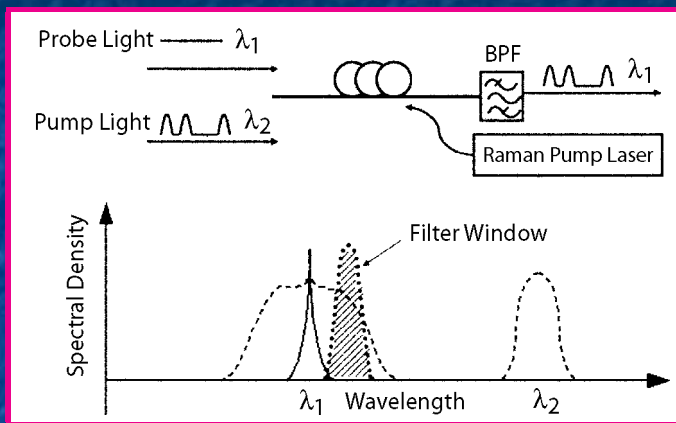 Probe Light λ1
BPF
λ1
Pump Light λ2
Raman Pump Laser
Filter Window
Spectral Density
λ1 Wavelength λ2